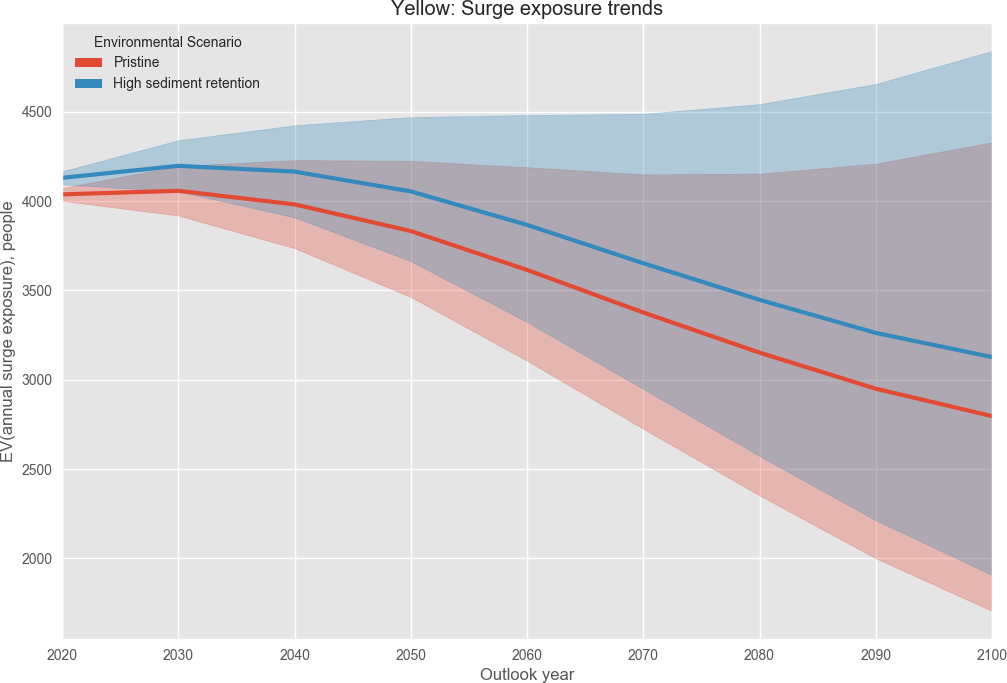 Yellow: Surge exposure trends
Environmental Scenario
Pristine
High sediment retention
EV(annual surge exposure), people
4500
4000
3500
3000
2500
2000
2020 2030 2040 2050 2060 2070 2080 2090 2100
Outlook year